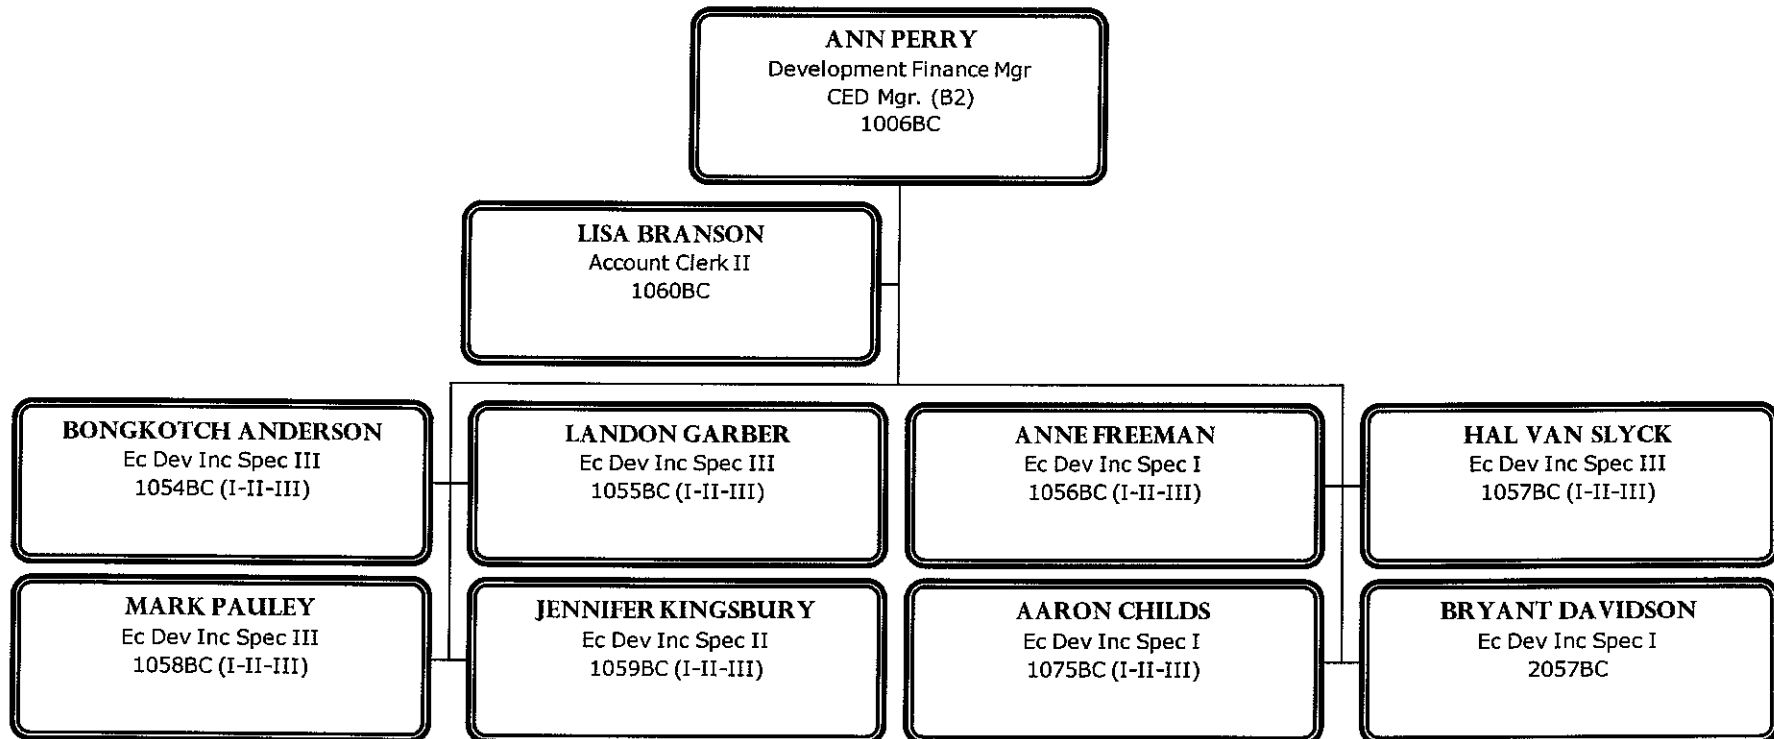 ANN PERRY
Development Finance Mgr
CED Mgr. (B2)
1006BC
LISA BRANSON
Account Clerk II
1060BC
BONGKOTCH ANDERSON
Ec Dev Inc Spec III
1054BC (I-II-III)
LANDON GARBER
Ec Dev Inc Spec III
1055BC (I-II-III)
ANNE FREEMAN
Ec Dev Inc Spec I
1056BC (I-II-III)
HAL VAN SLYCK
Ec Dev Inc Spec III
1057BC (I-II-III)
MARK PAULEY
Ec Dev Inc Spec III
1058BC (I-II-III)
JENNIFER KINGSBURY
Ec Dev Inc Spec II
1059BC (I-II-III)
AARON CHILDS
Ec Dev Inc Spec I
1075BC (I-II-III)
BRYANT DAVIDSON
Ec Dev Inc Spec I
2057BC